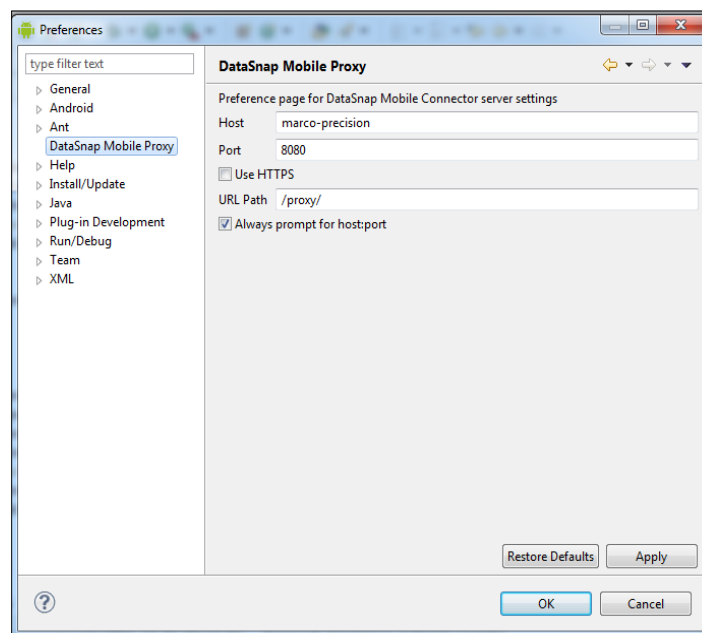 Preferences
type filter text
General
Android
Ant
DataSnap Mobile Proxy
Help
Install/Update
Java
Plug-in Development
Run/Debug
Team
XML
DataSnap Mobile Proxy
Preference page for DataSnap Mobile Connector server settings
Host marco-precision
Port 8080
Use HTTPS
URL Path /proxy/
Always prompt for host:port
Restore Defaults Apply
OK Cancel